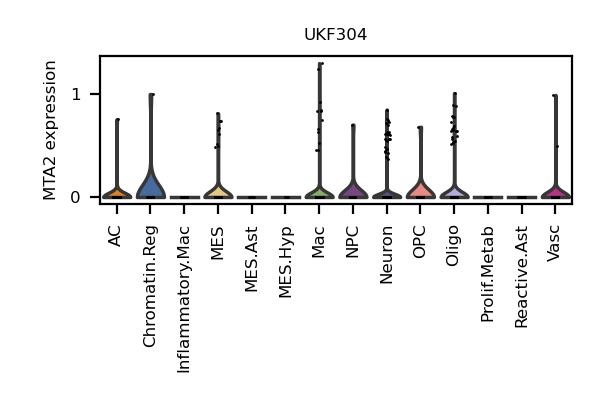 UKF304
MTA2 expression
1
0
AC
Chromatin.Reg
Inflammatory.Mac
MES
MES.Ast
MES.Hyp
Mac
NPC
Neuron
OPC
Oligo
Prolif.Metab
Reactive.Ast
Vasc